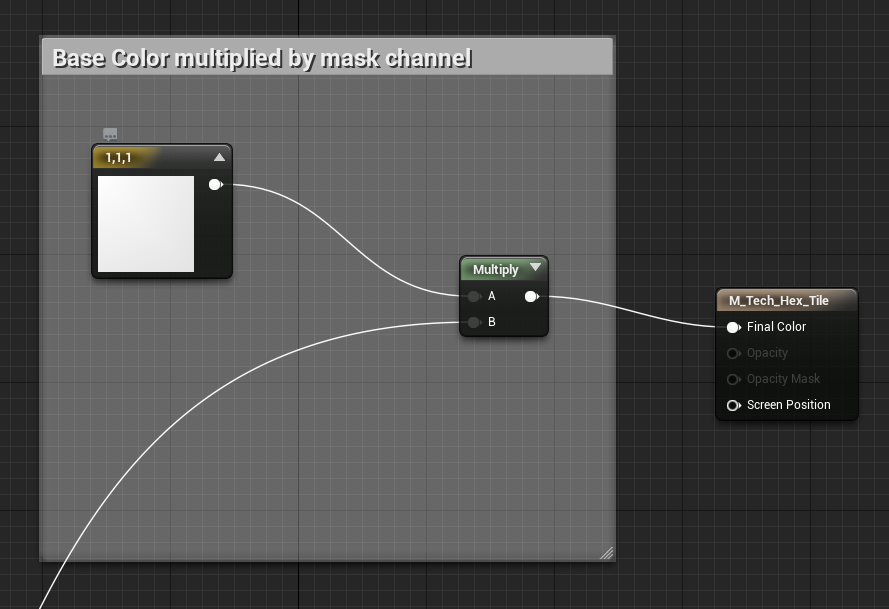 Base Color multiplied by mask channel
1,1,1
Multiply
A
B
M_Tech_Hex_Tile
Final Color
Opacity
Opacity Mask
Screen Position